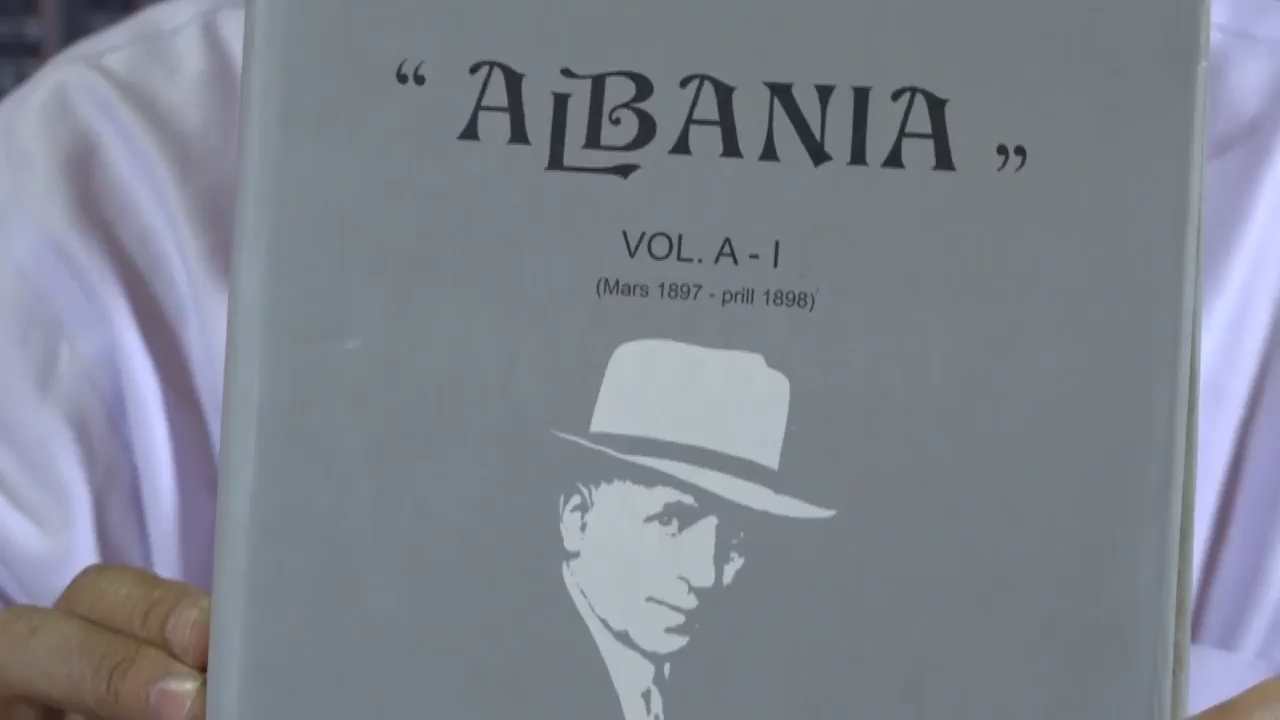 “ ALBANIA „
VOL. A - I
(Mars 1897 - prill 1898)